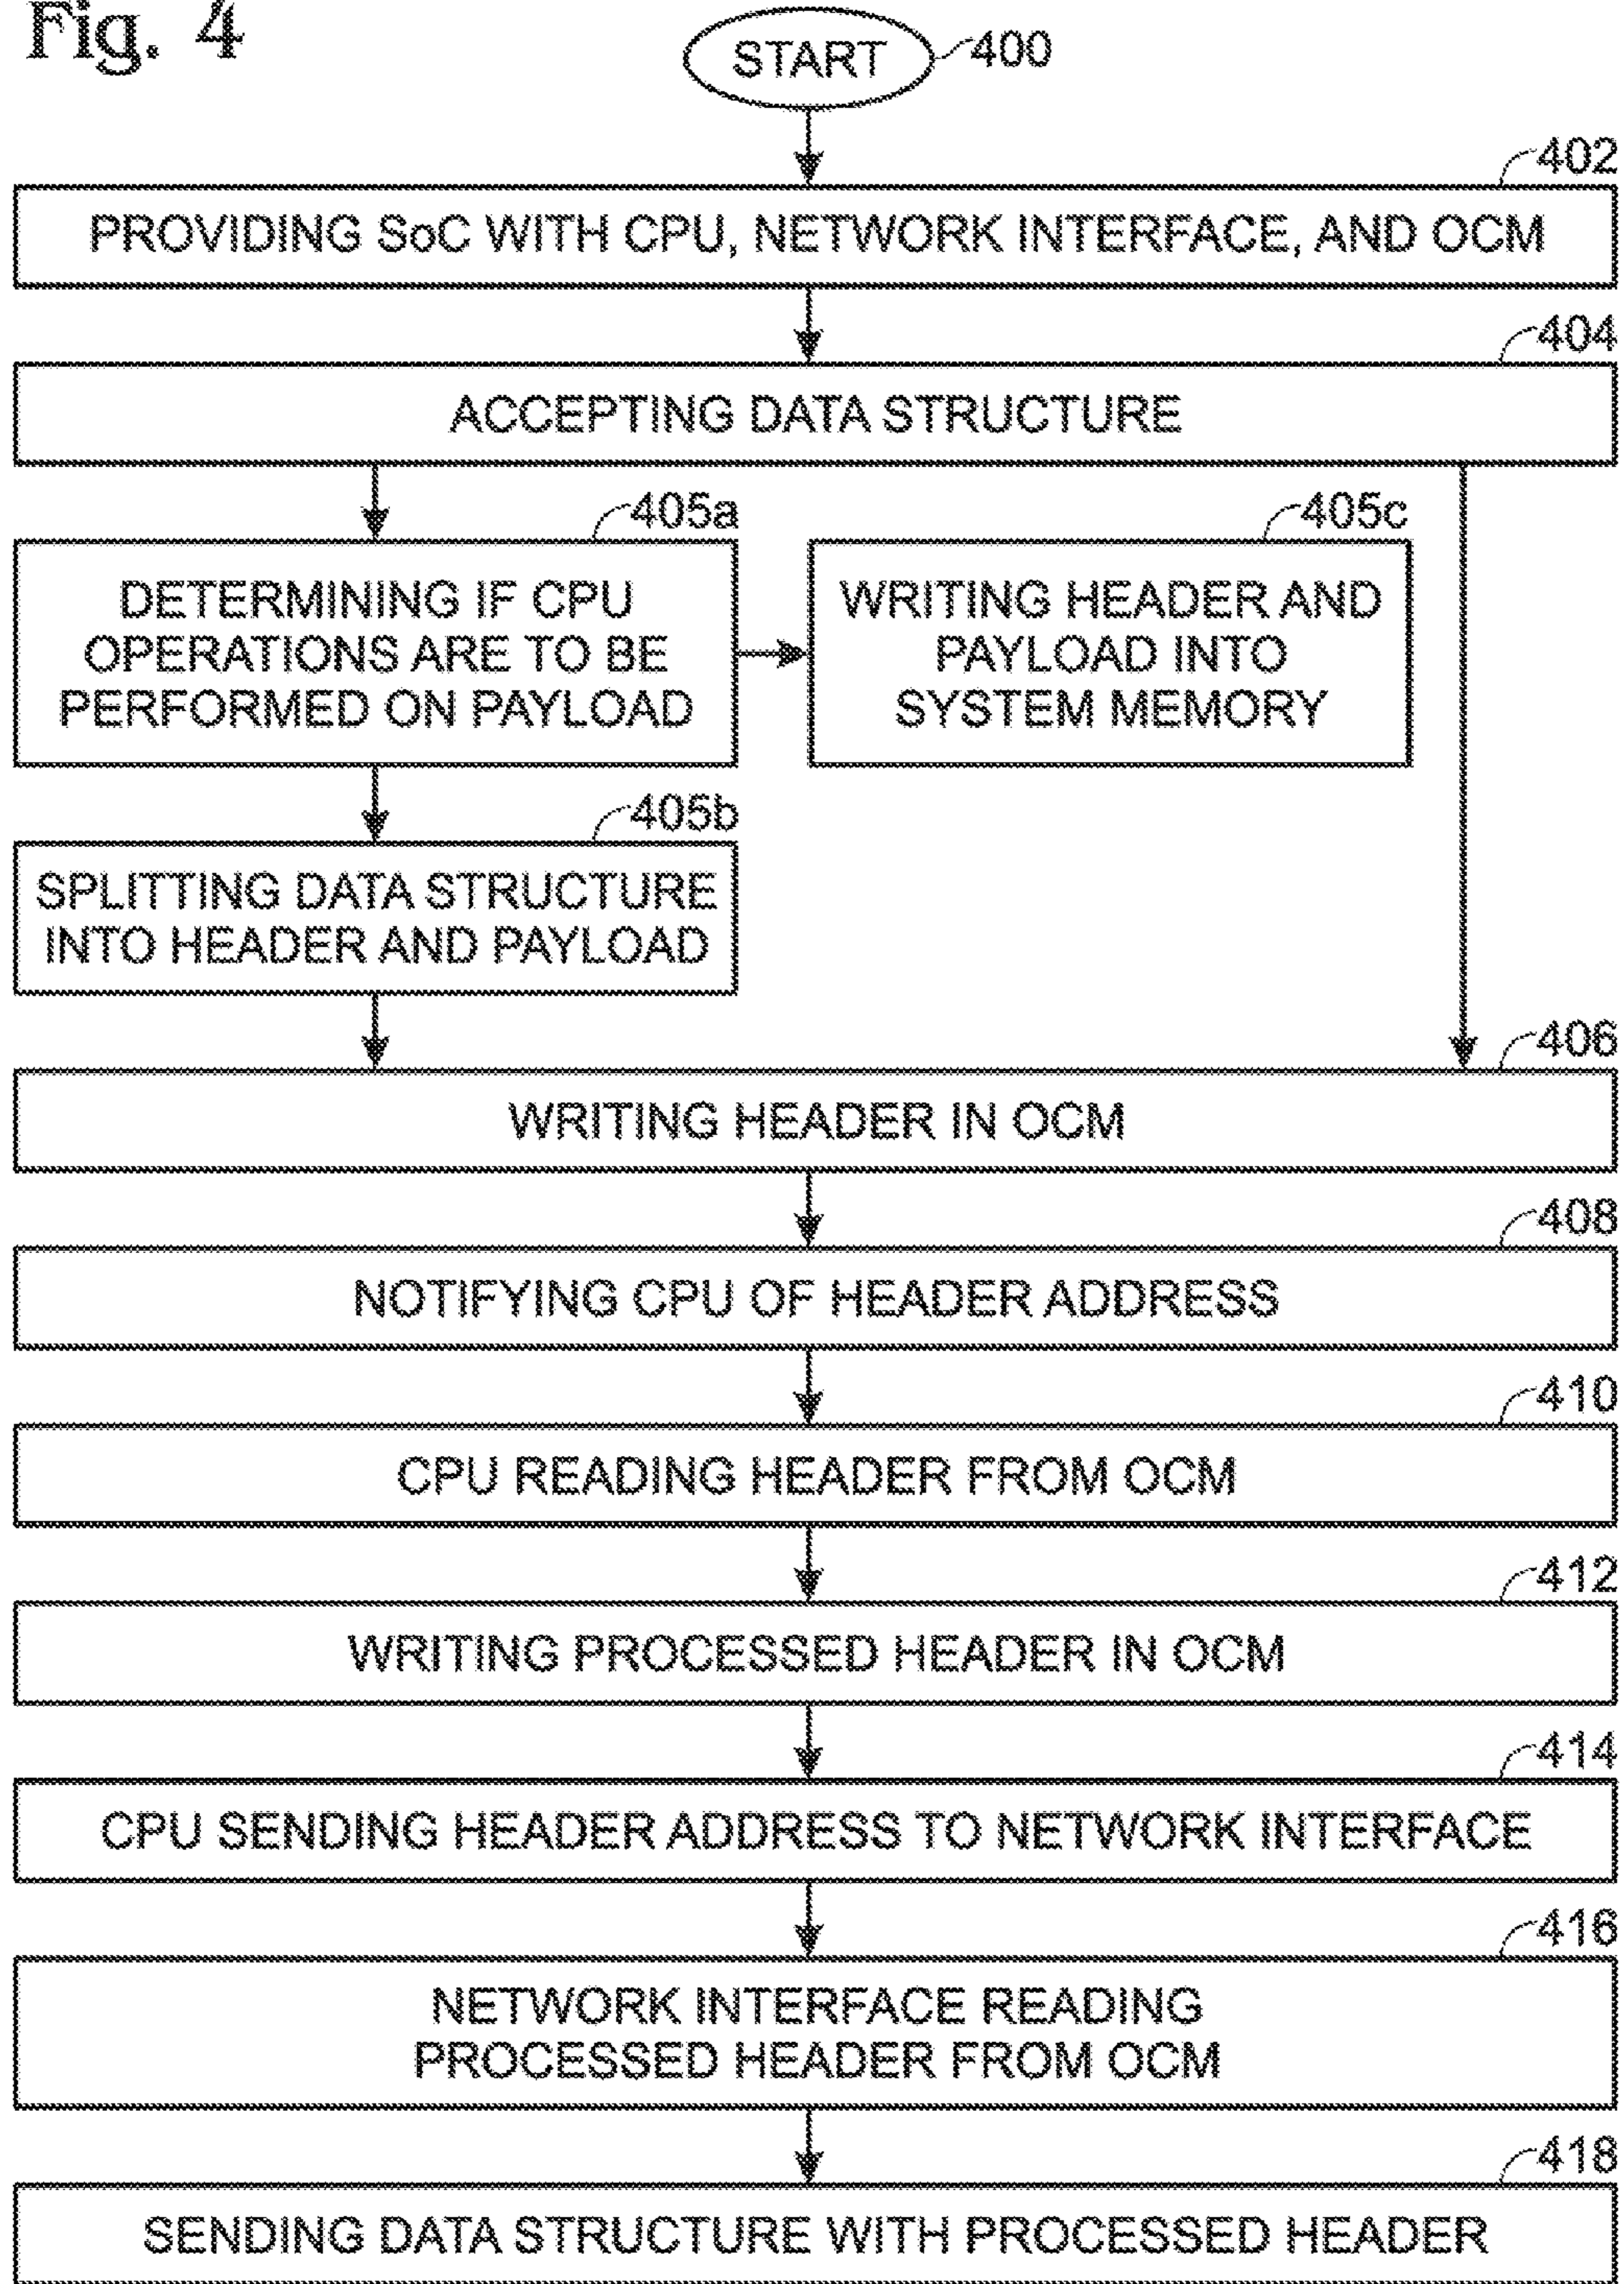 Fig. 4
START
400
402
PROVIDING SoC WITH CPU, NETWORK INTERFACE, AND OCM
404
ACCEPTING DATA STRUCTURE
405a
DETERMINING IF CPU
OPERATIONS ARE TO BE
PERFORMED ON PAYLOAD
405c
WRITING HEADER AND
PAYLOAD INTO
SYSTEM MEMORY
405b
SPLITTING DATA STRUCTURE
INTO HEADER AND PAYLOAD
406
WRITING HEADER IN OCM
408
NOTIFYING CPU OF HEADER ADDRESS
410
CPU READING HEADER FROM OCM
412
WRITING PROCESSED HEADER IN OCM
414
CPU SENDING HEADER ADDRESS TO NETWORK INTERFACE
416
NETWORK INTERFACE READING
PROCESSED HEADER FROM OCM
418
SENDING DATA STRUCTURE WITH PROCESSED HEADER